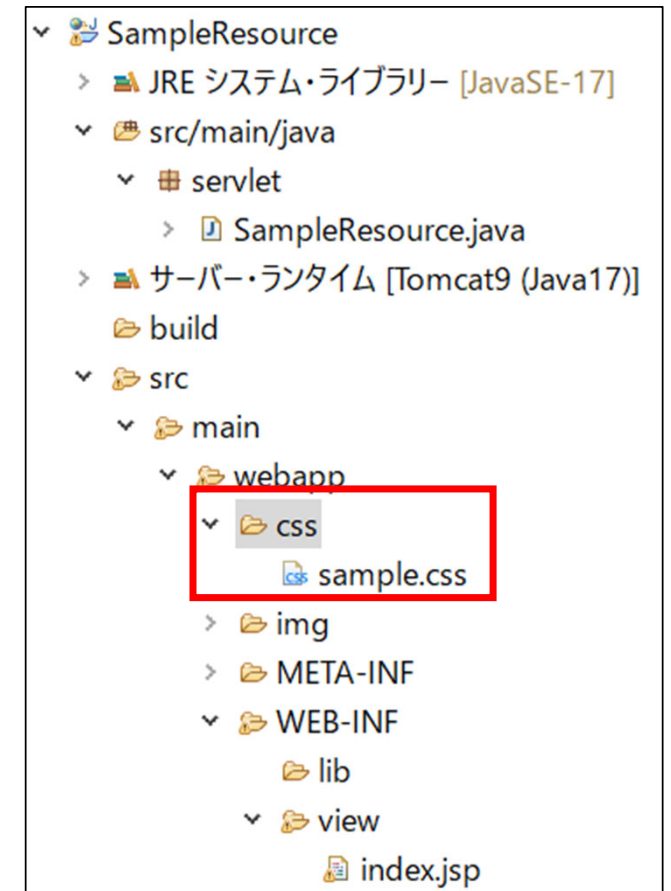 SampleResource
JRE システム・ライブラリー [JavaSE-17]
src/main/java
servlet
SampleResource.java
サーバー・ランタイム [Tomcat9 (Java17)]
build
src
main
webapp
css
sample.css
img
META-INF
WEB-INF
lib
view
index.jsp